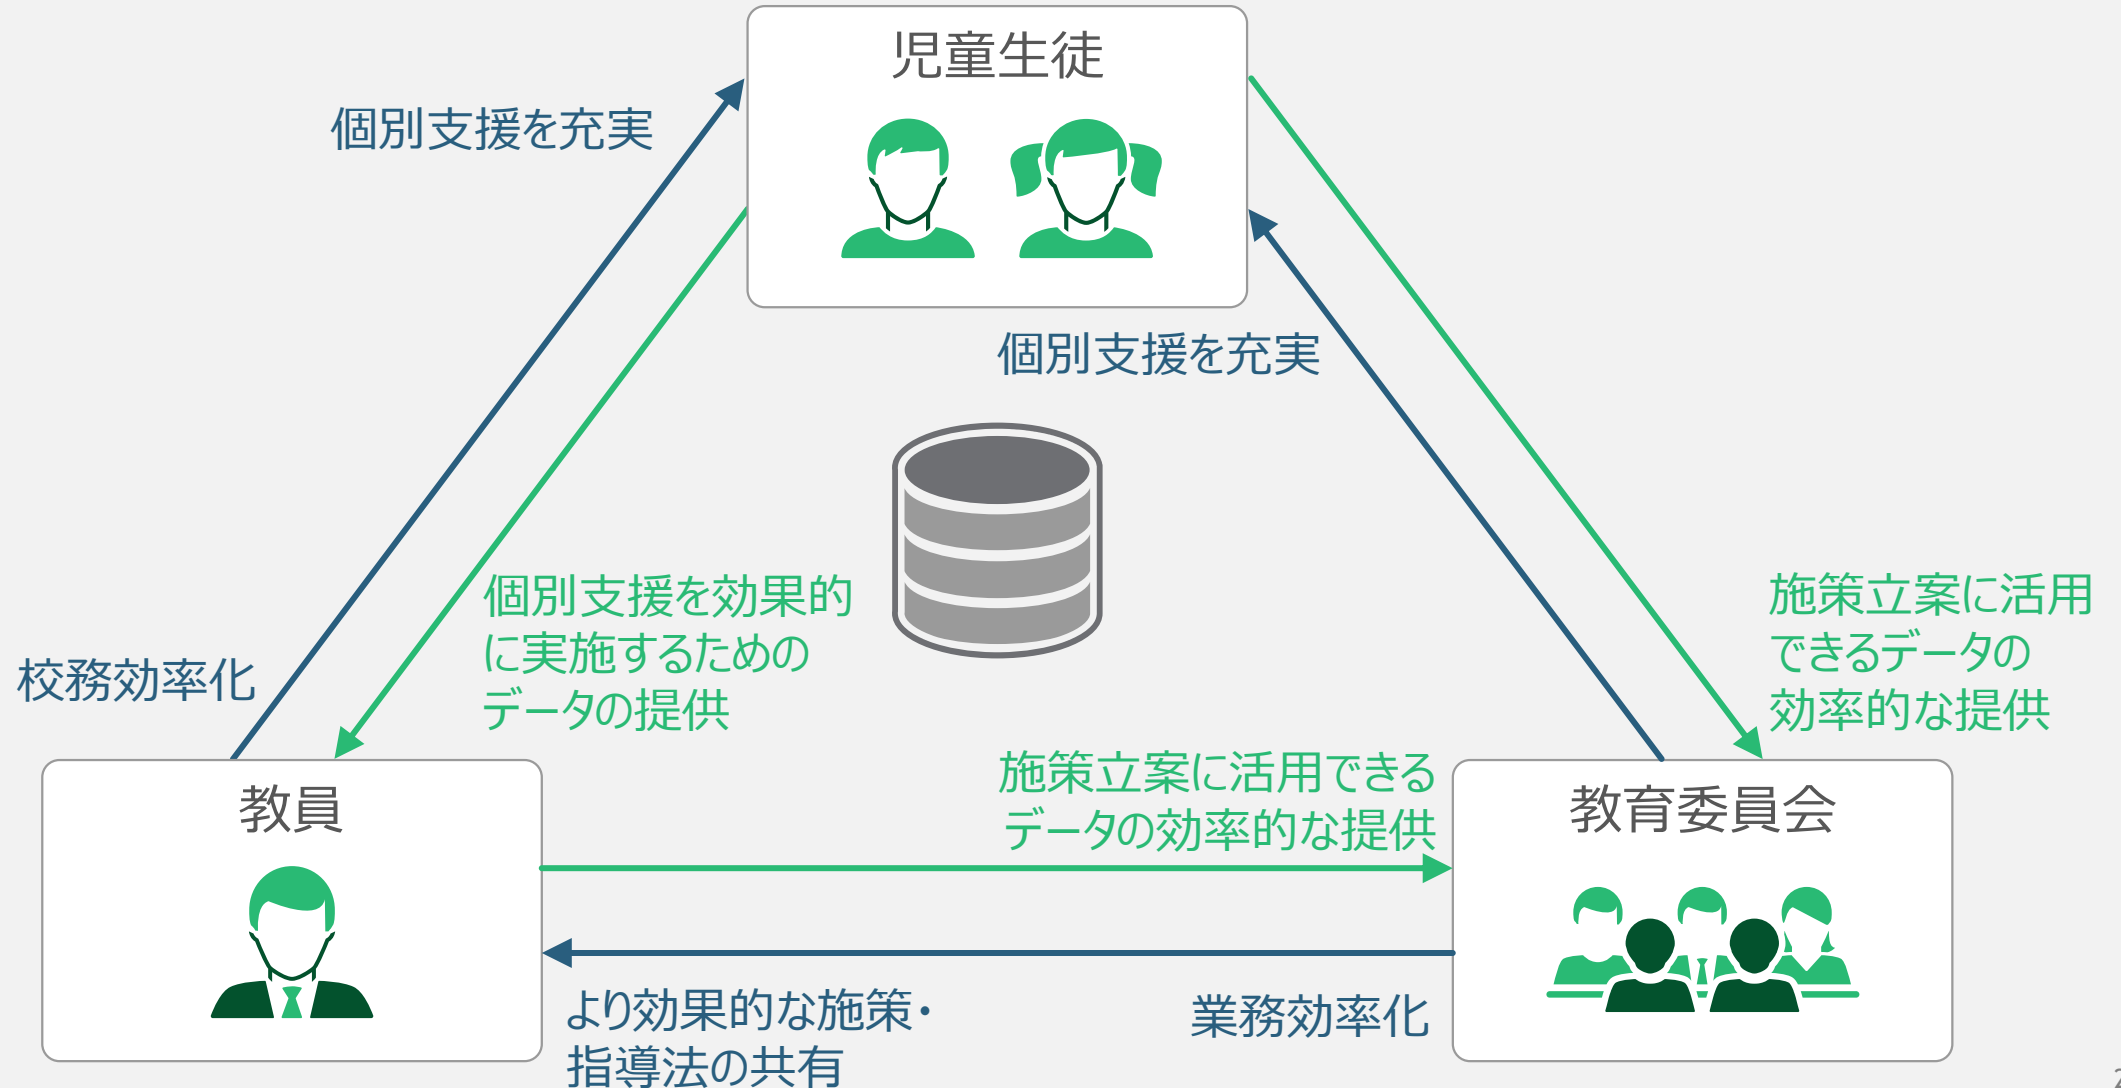 児童生徒
個別支援を充実
個別支援を充実
個別支援を効果的
に実施するための
データの提供
施策立案に活用
できるデータの
効率的な提供
校務効率化
施策立案に活用できる
データの効率的な提供
教員
教育委員会
より効果的な施策・
指導法の共有
業務効率化